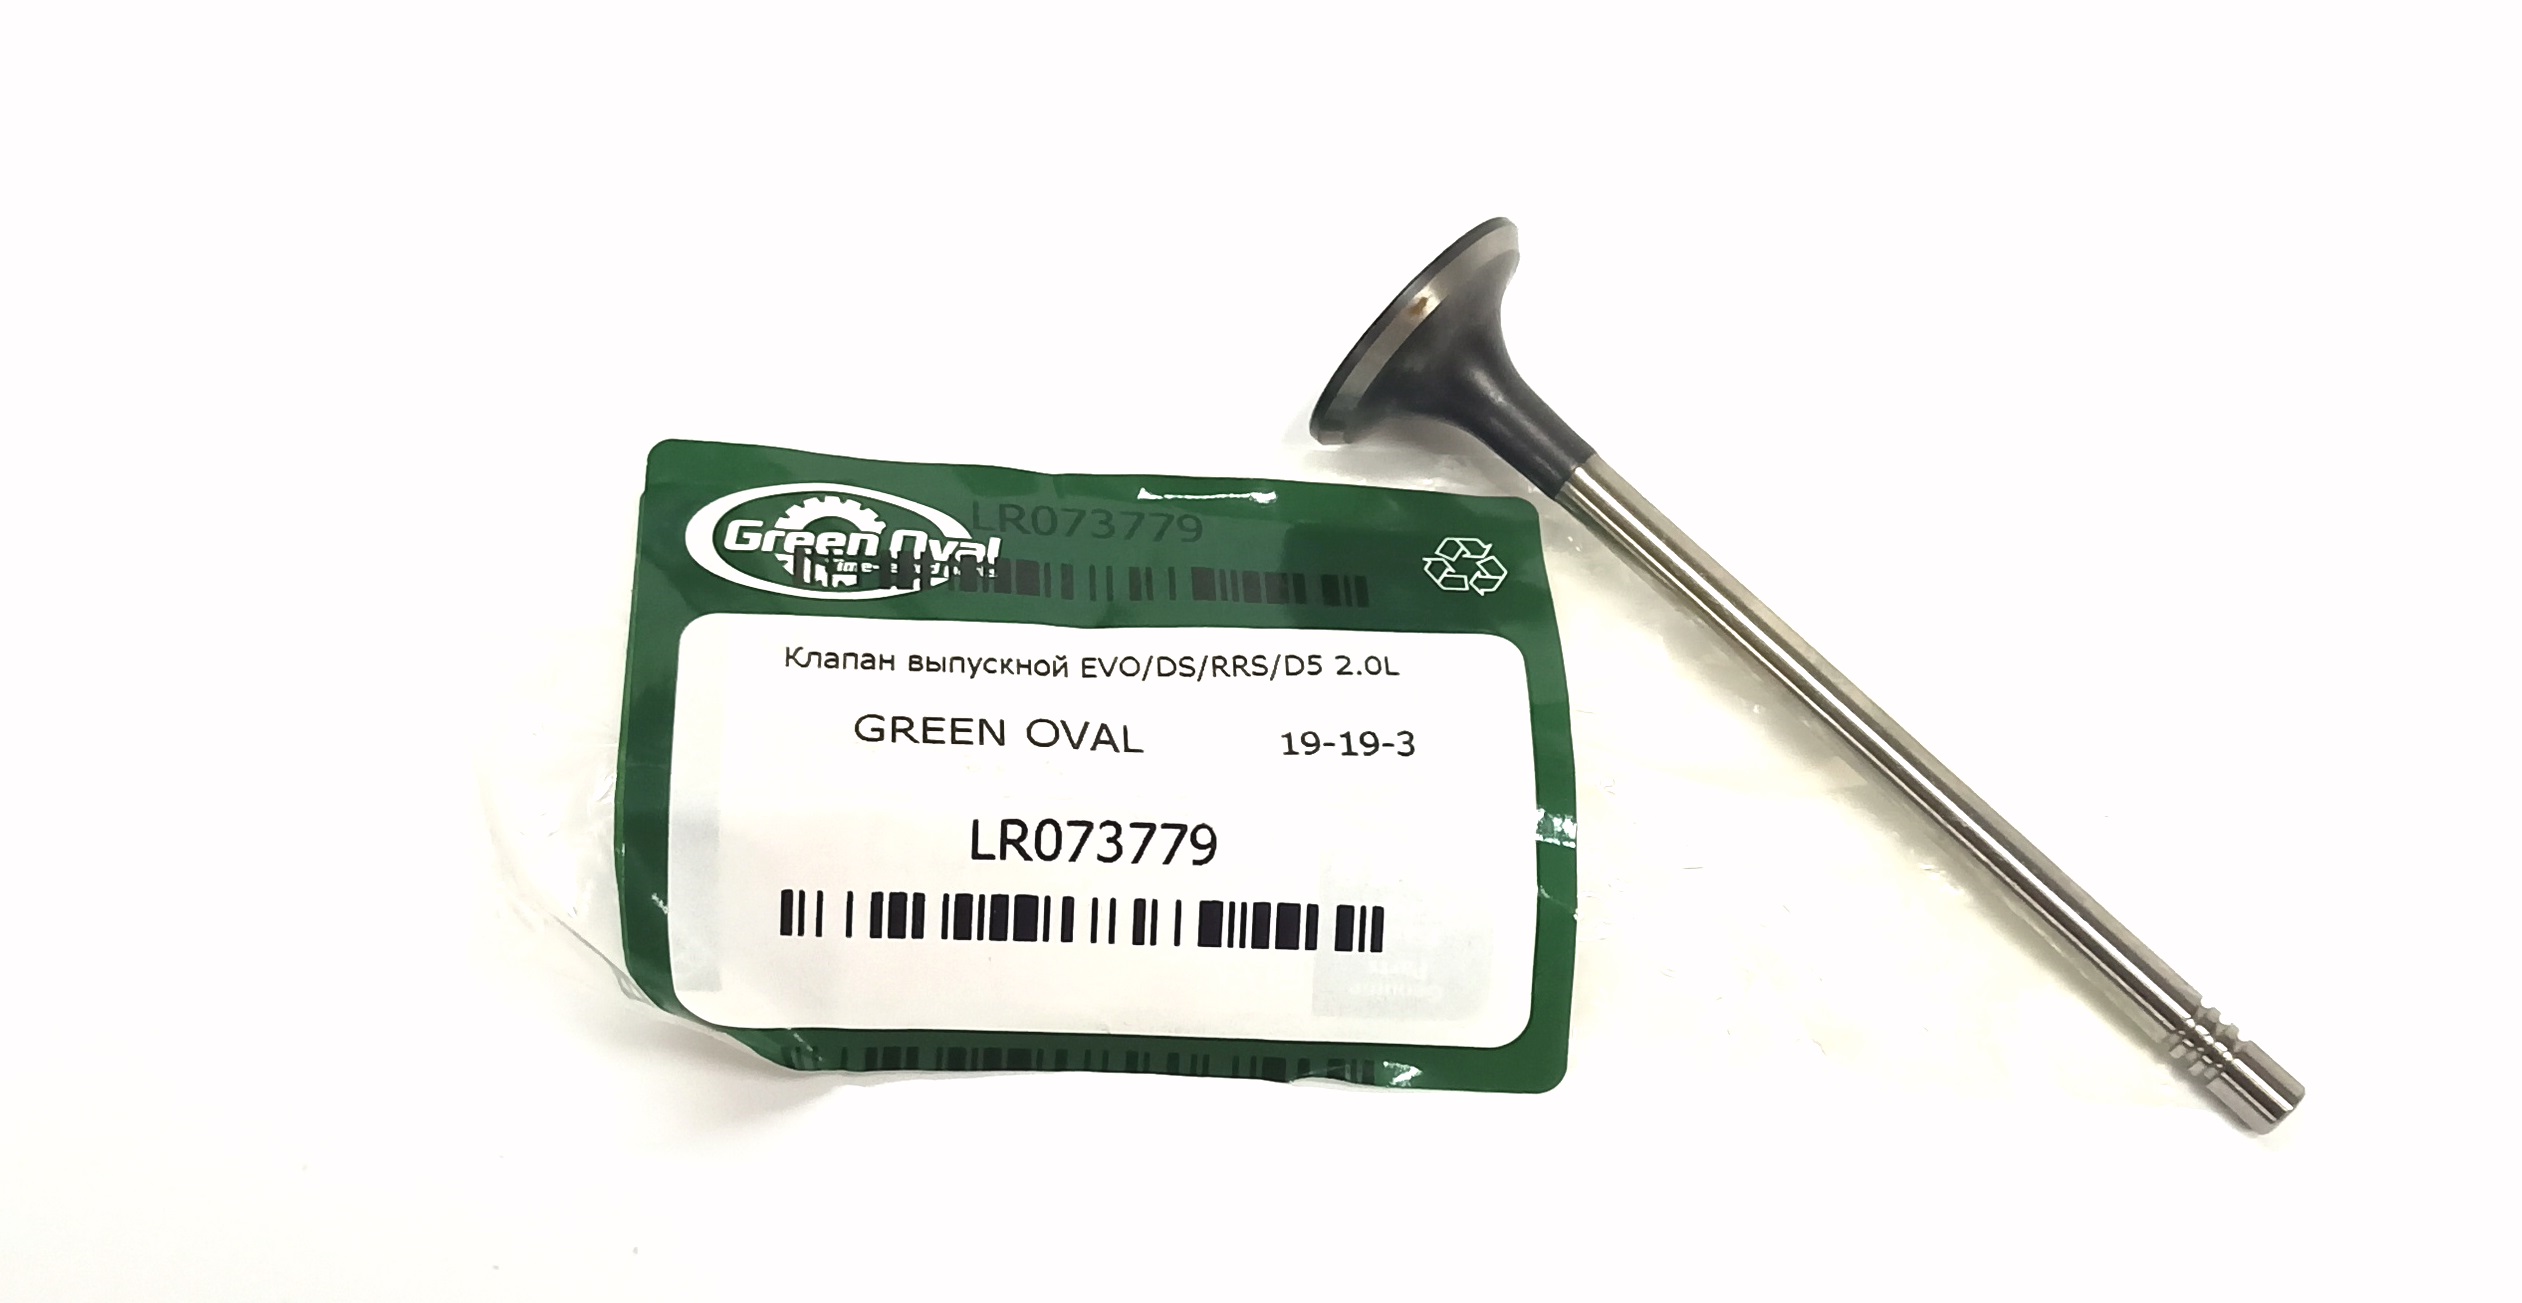 Green Oval
LR073779
Клапан выпускной EVO/DS/RRS/D5 2.0L
GREEN OVAL 19-19-3
LR073779